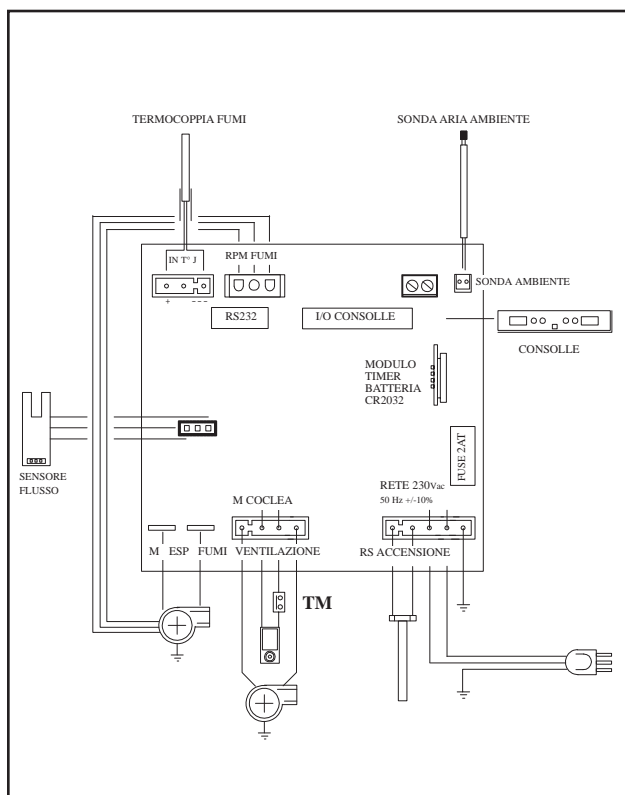 TERMOCOPPIA FUMI
SONDA ARIA AMBIENTE
IN T° J
RPM FUMI
+
---
SONDA AMBIENTE
RS232
I/O CONSOLLE
CONSOLLE
MODULO
TIMER
BATTERIA
CR2032
SENSORE
FLUSSO
FUSE 2AT
RETE 230Vac
50 Hz +/-10%
M COCLEA
M ESP FUMI
VENTILAZIONE
RS ACCENSIONE
TM